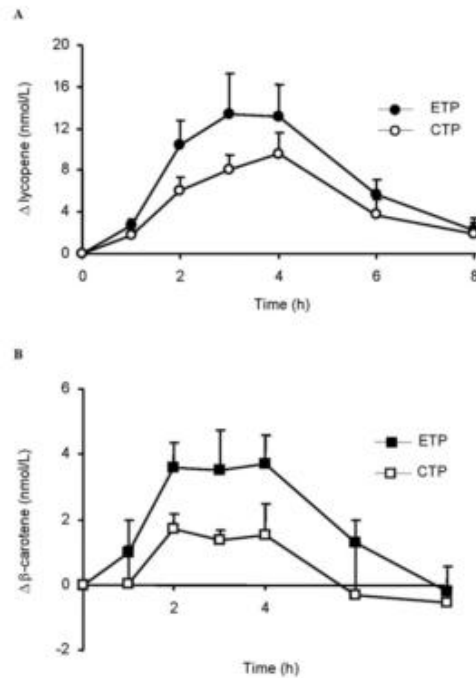 A
20
16
12
8
4
0
Δ lycopene (nmol/L)
ETP
CTP
0 2 4 6 8
Time (h)
B
6
4
2
0
-2
Δ β-carotene (nmol/L)
ETP
CTP
2 4
Time (h)